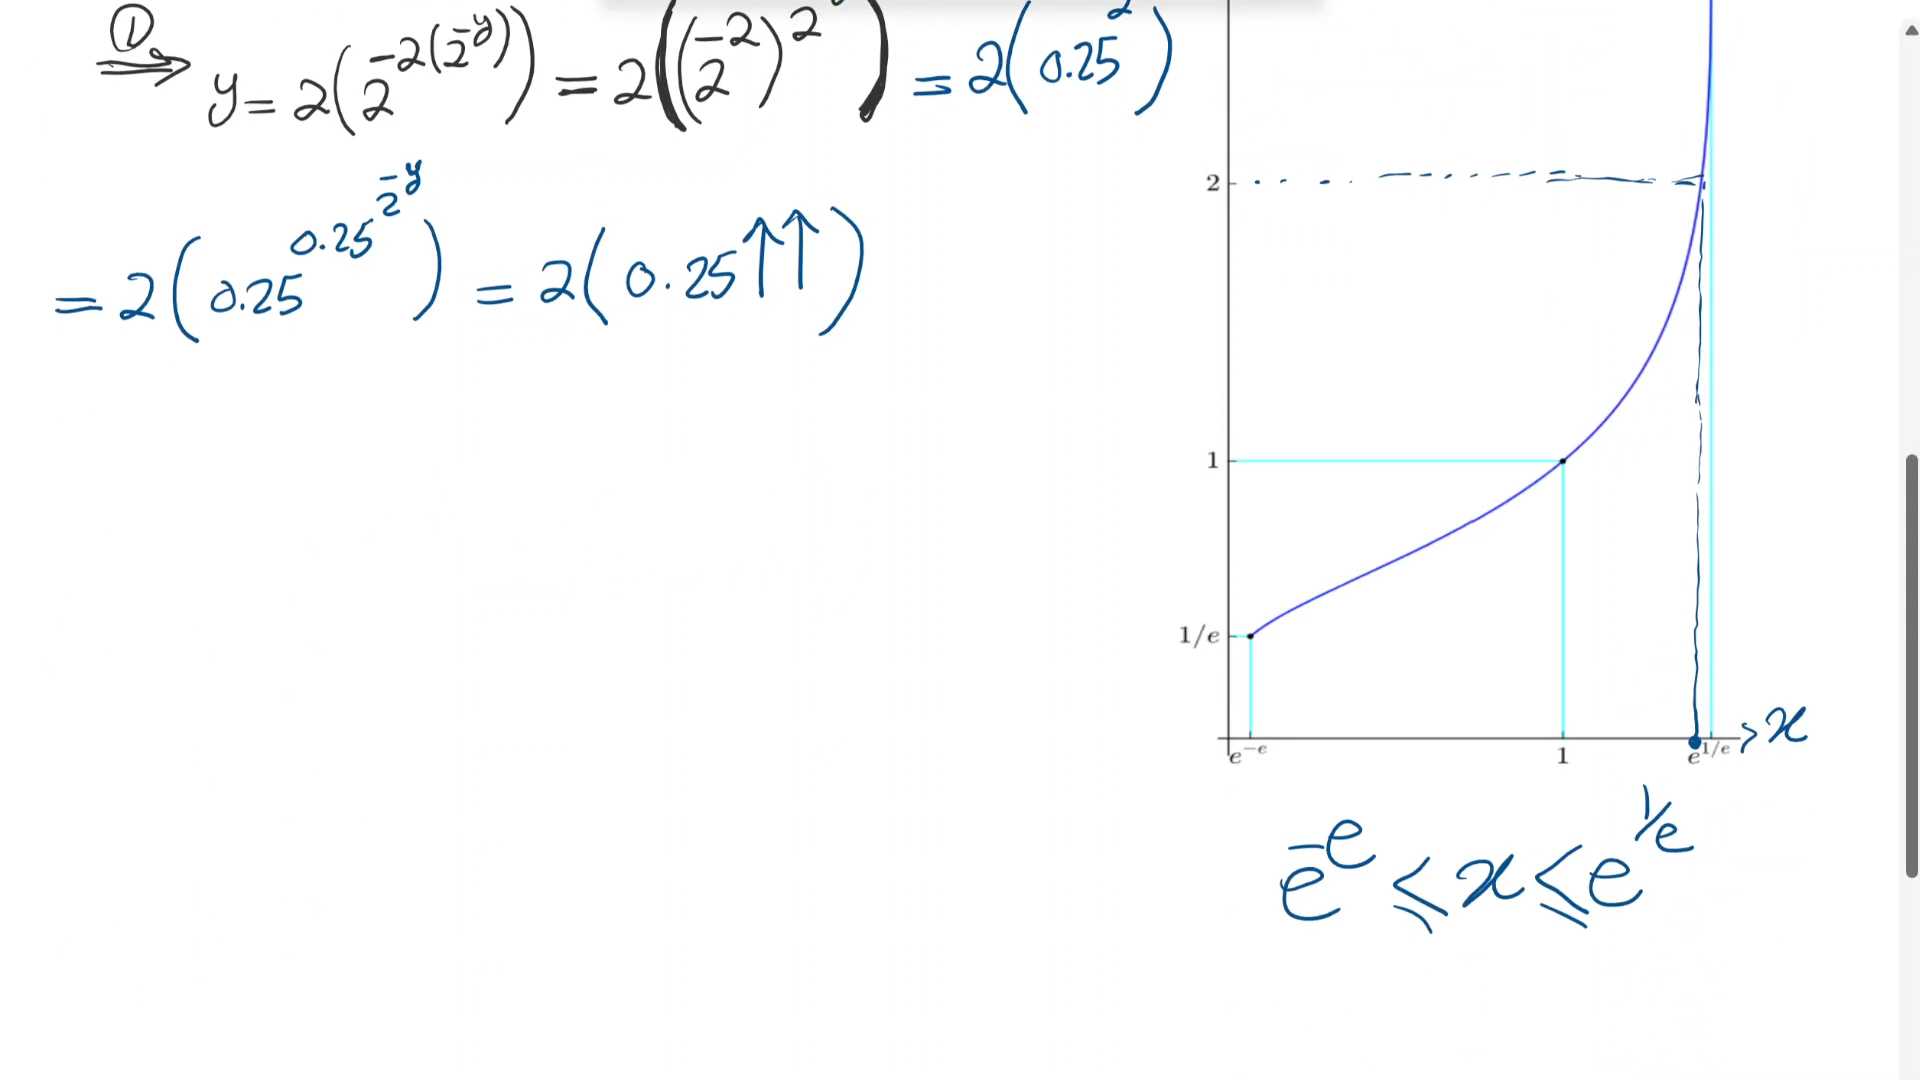 ① ⟹ y = 2(2^{-2(2^{-y})}) = 2((2^{-2})^{2}) = 2(0.25^{2})
= 2(0.25^{0.25^{2^{-y}}}) = 2(0.25↑↑)
2
1
1/e
e^{-e} 1 e^{1/e} > x
e^{-e} ≤ x ≤ e^{1/e}